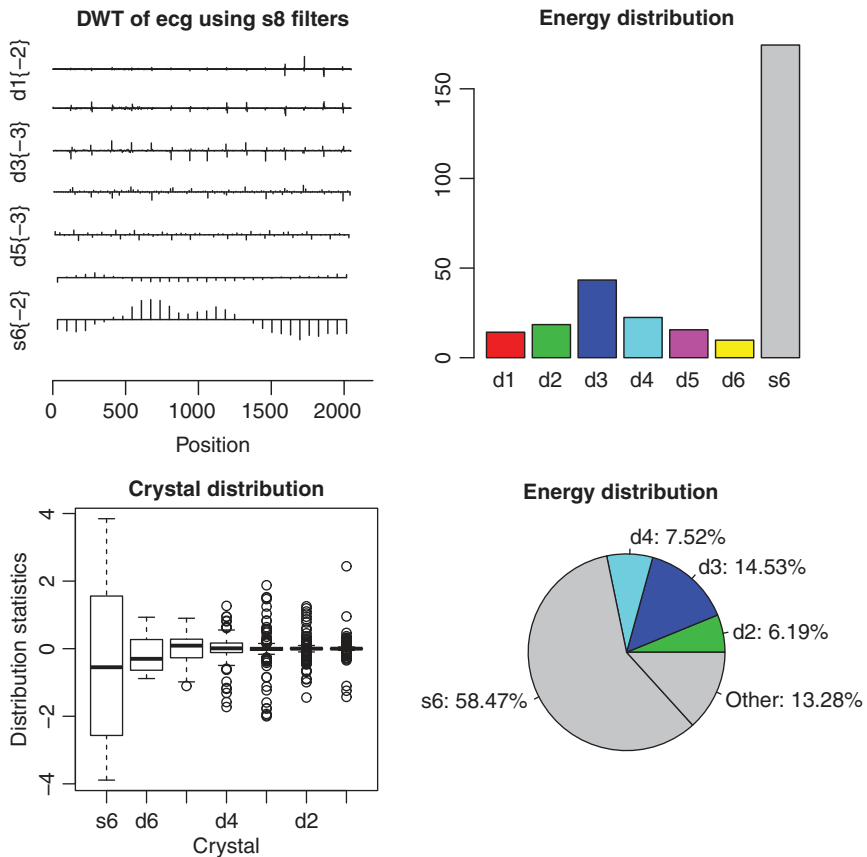 DWT of ecg using s8 filters
d1{−2}
d3{−3}
d5{−3}
s6{−2}
0 500 1000 1500 2000
Position
Energy distribution
150
100
50
0
d1 d2 d3 d4 d5 d6 s6
Crystal distribution
Distribution statistics
4
2
0
−2
−4
s6 d6 d4 d2
Crystal
Energy distribution
d4: 7.52%
d3: 14.53%
d2: 6.19%
s6: 58.47%
Other: 13.28%